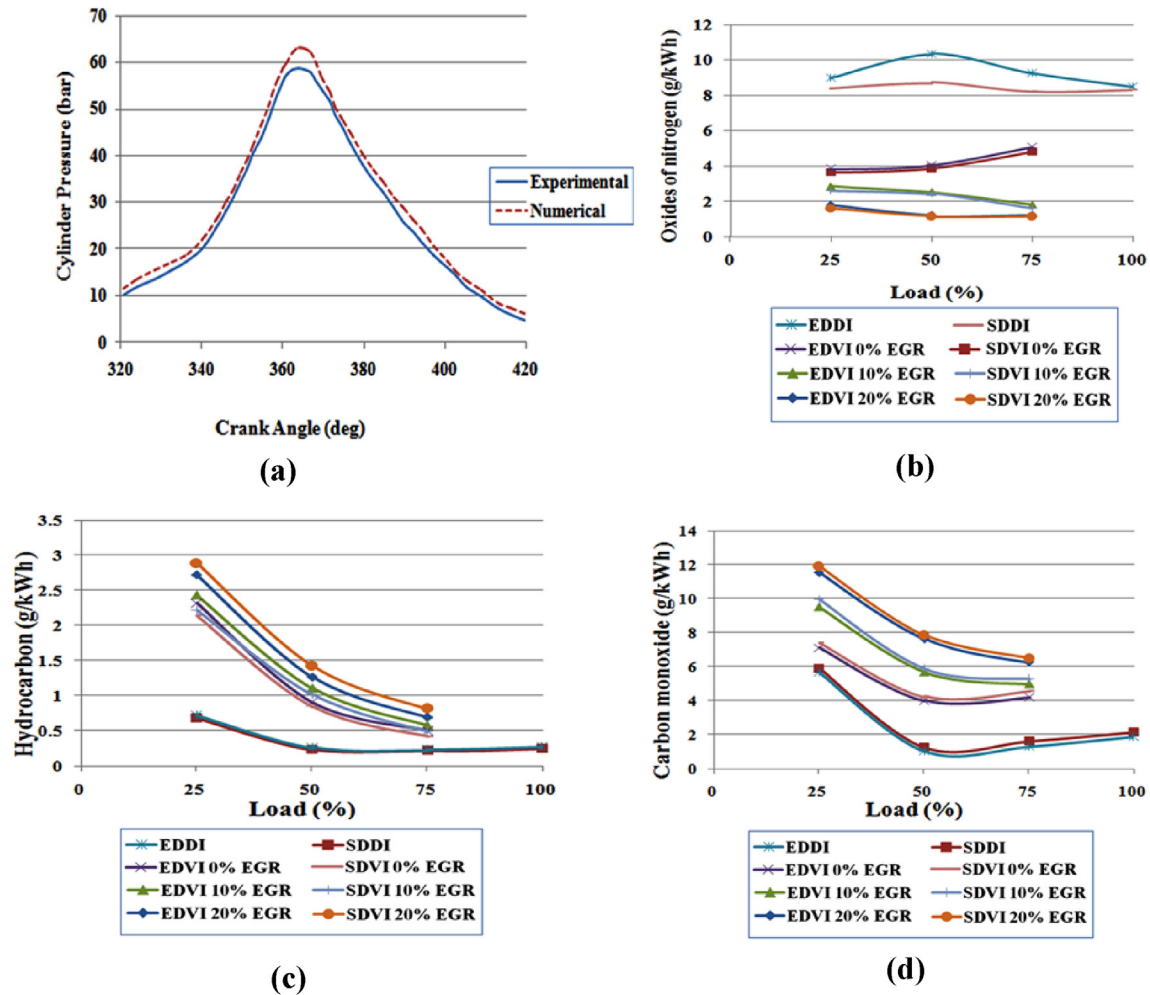 70
60
50
40
30
20
10
0
Cylinder Pressure (bar)
320 340 360 380 400 420
Crank Angle (deg)
Experimental
Numerical
(a)
12
10
8
6
4
2
0
Oxides of nitrogen (g/kWh)
0 25 50 75 100
Load (%)
EDDI SDDI
EDVI 0% EGR SDVI 0% EGR
EDVI 10% EGR SDVI 10% EGR
EDVI 20% EGR SDVI 20% EGR
(b)
3.5
3
2.5
2
1.5
1
0.5
0
Hydrocarbon (g/kWh)
0 25 50 75 100
Load (%)
EDDI SDDI
EDVI 0% EGR SDVI 0% EGR
EDVI 10% EGR SDVI 10% EGR
EDVI 20% EGR SDVI 20% EGR
(c)
14
12
10
8
6
4
2
0
Carbon monoxide (g/kWh)
0 25 50 75 100
Load (%)
EDDI SDDI
EDVI 0% EGR SDVI 0% EGR
EDVI 10% EGR SDVI 10% EGR
EDVI 20% EGR SDVI 20% EGR
(d)